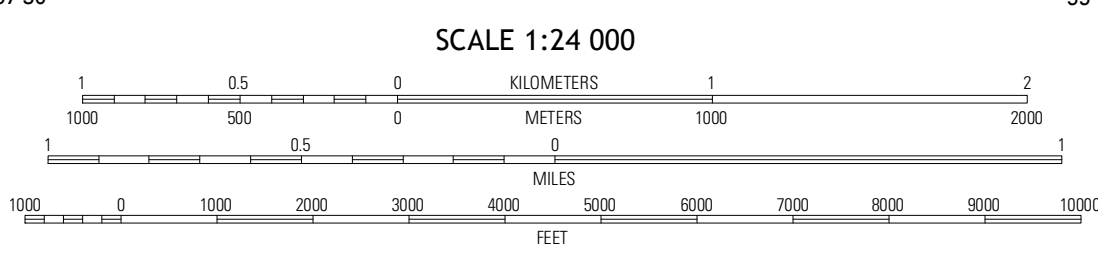 SCALE 1:24 000
1 0.5 0 KILOMETERS 1 2
1000 500 0 METERS 1000 2000
1 0.5 0 1
MILES
1000 0 1000 2000 3000 4000 5000 6000 7000 8000 9000 10000
FEET